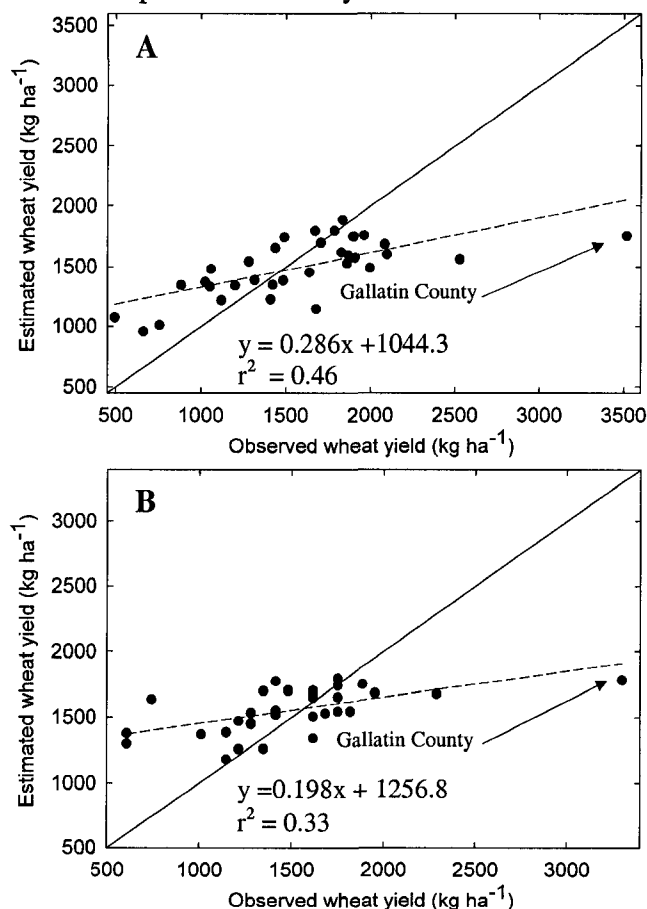 A
Estimated wheat yield (kg ha⁻¹)
3500
3000
2500
2000
1500
1000
500
Gallatin County
y = 0.286x +1044.3
r² = 0.46
500 1000 1500 2000 2500 3000 3500
Observed wheat yield (kg ha⁻¹)
B
Estimated wheat yield (kg ha⁻¹)
3000
2500
2000
1500
1000
500
Gallatin County
y =0.198x + 1256.8
r² = 0.33
500 1000 1500 2000 2500 3000
Observed wheat yield (kg ha⁻¹)